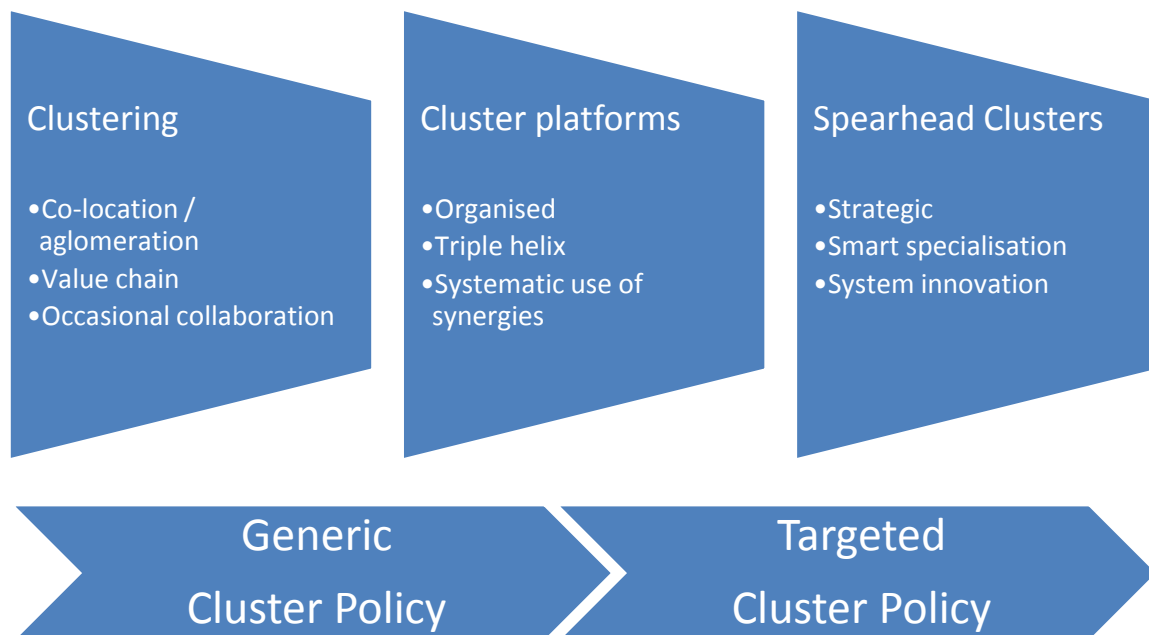 Clustering
•Co-location /
aglomeration
•Value chain
•Occasional collaboration
Cluster platforms
•Organised
•Triple helix
•Systematic use of
synergies
Spearhead Clusters
•Strategic
•Smart specialisation
•System innovation
Generic
Cluster Policy
Targeted
Cluster Policy